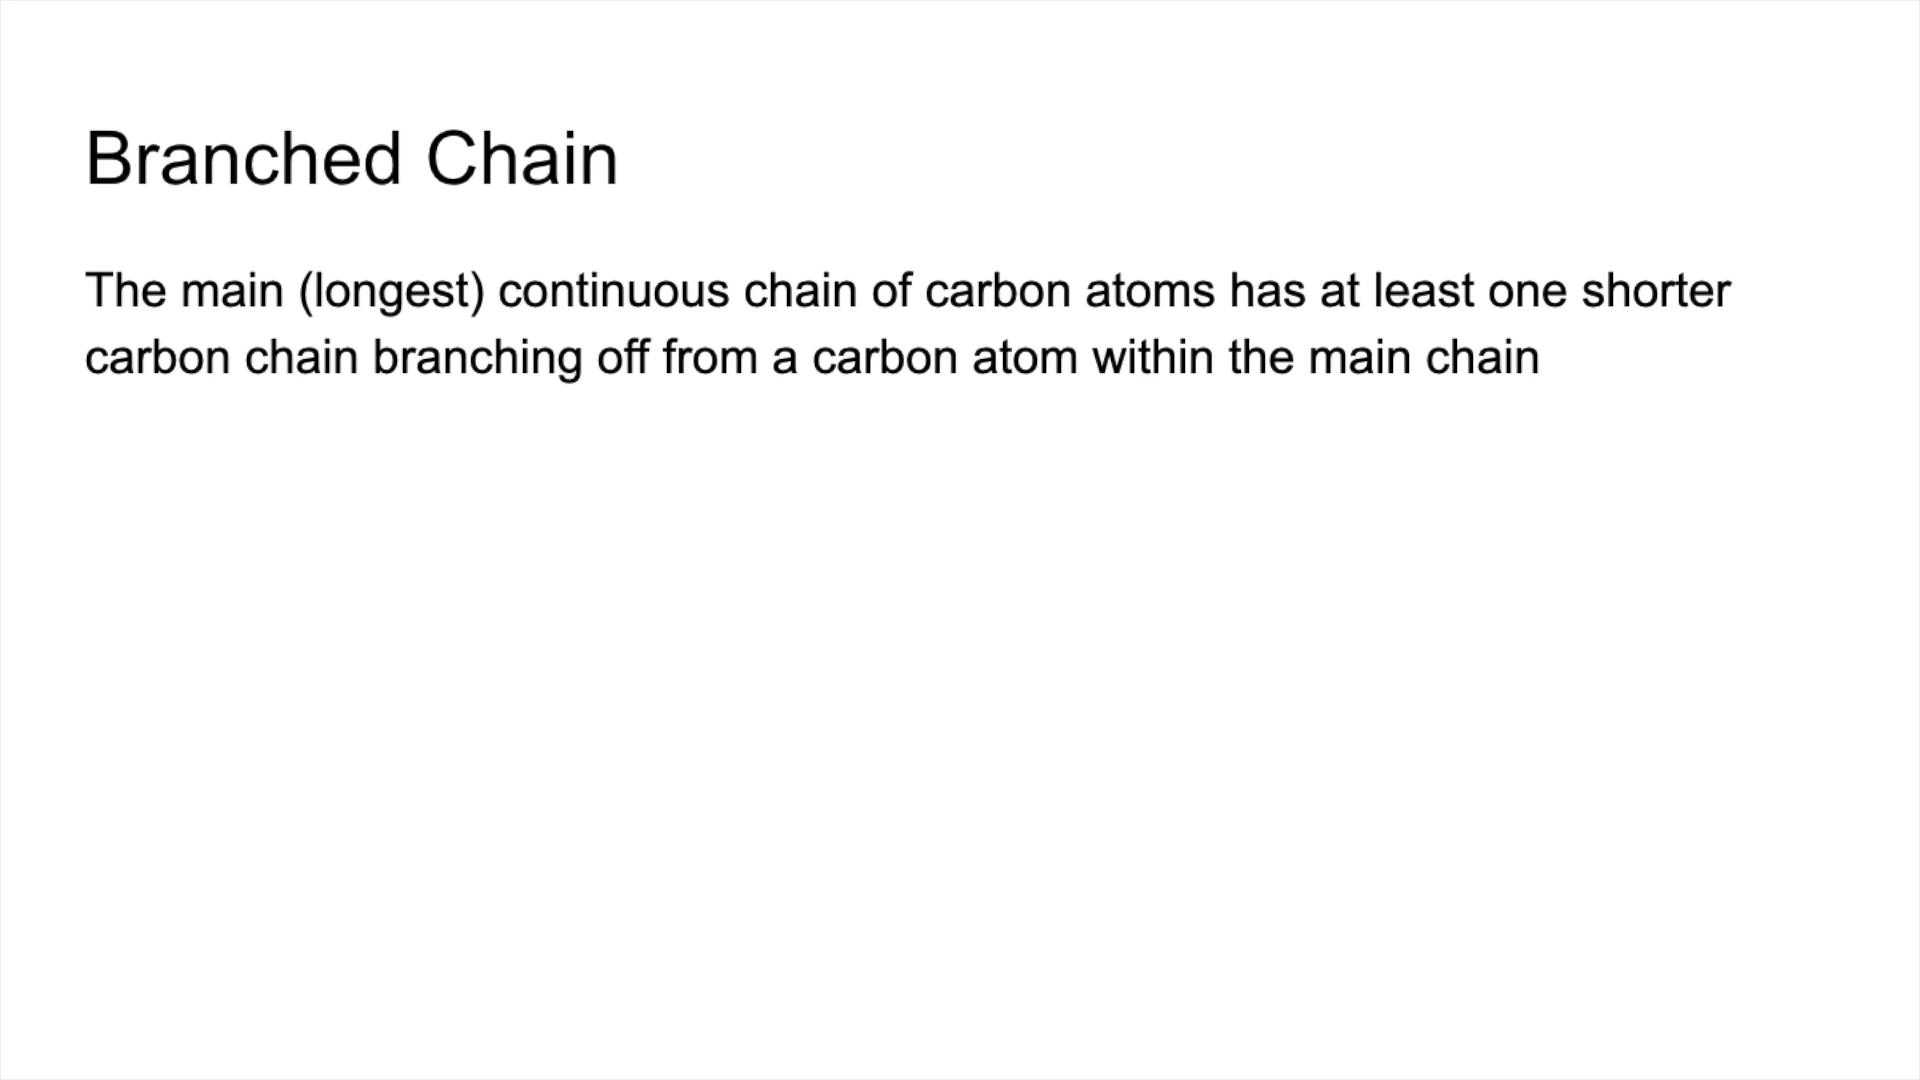 Branched Chain
The main (longest) continuous chain of carbon atoms has at least one shorter
carbon chain branching off from a carbon atom within the main chain